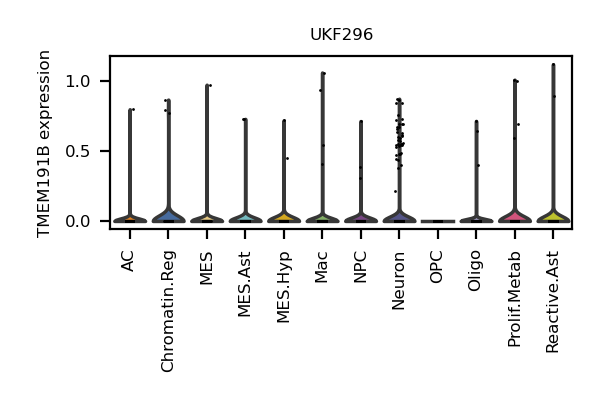 UKF296
TMEM191B expression
1.0
0.5
0.0
AC
Chromatin.Reg
MES
MES.Ast
MES.Hyp
Mac
NPC
Neuron
OPC
Oligo
Prolif.Metab
Reactive.Ast